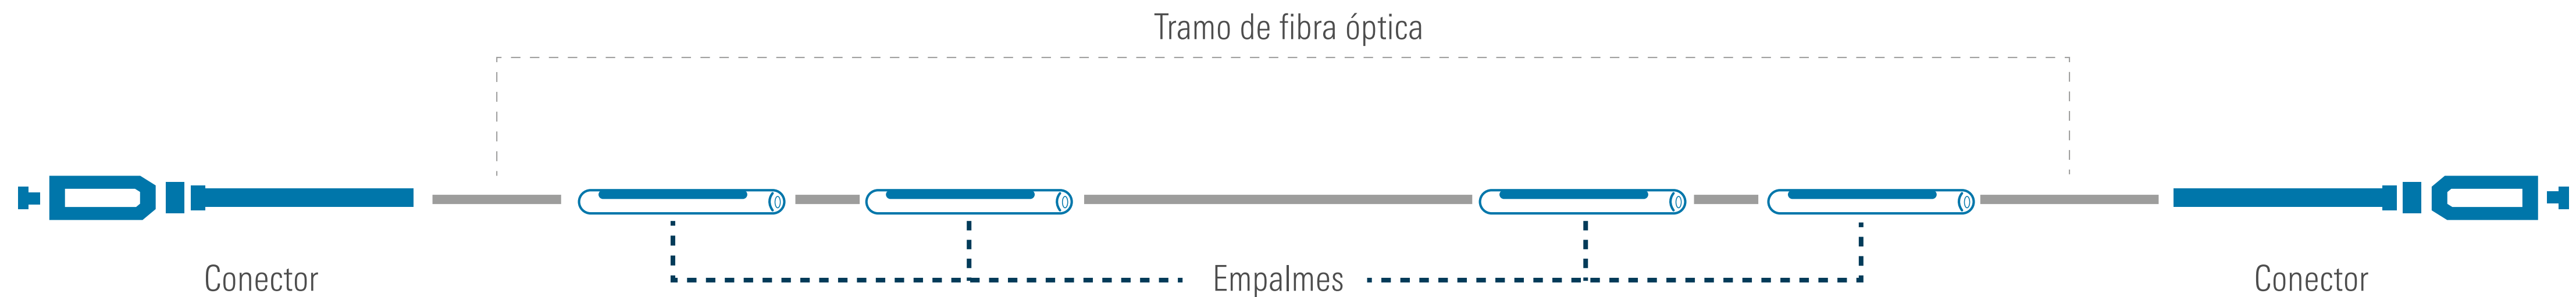 Tramo de fibra óptica
Conector
Empalmes
Conector